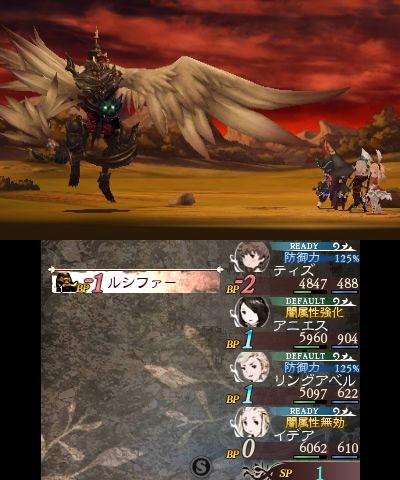 READY
防御力 125%
BP -1 ルシファー
BP -2
ティズ
4847 488
DEFAULT
闇属性強化
アニエス
BP 1
5960 904
DEFAULT
防御力 125%
リングアベル
BP 1
5097 622
READY
闇属性無効
イデア
BP 0
6062 610
S
SP 1